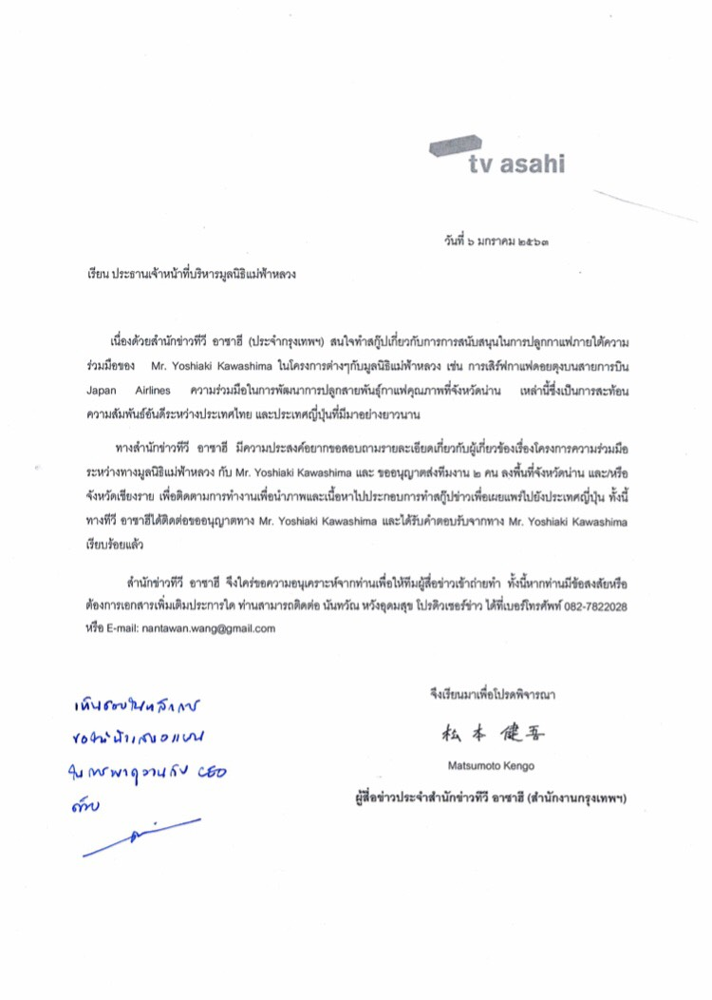 tv asahi
วันที่ ๖ มกราคม ๒๕๖๓
เรียน ประธานเจ้าหน้าที่บริหารมูลนิธิแม่ฟ้าหลวง
เนื่องด้วยสำนักข่าวทีวี อาซาฮี (ประจำกรุงเทพฯ) สนใจทำสกู๊ปเกี่ยวกับการการสนับสนุนในการปลูกกาแฟภายใต้ความ
ร่วมมือของ Mr. Yoshiaki Kawashima ในโครงการต่างๆกับมูลนิธิแม่ฟ้าหลวง เช่น การเสิร์ฟกาแฟดอยตุงบนสายการบิน
Japan Airlines ความร่วมมือในการพัฒนาการปลูกสายพันธุ์กาแฟคุณภาพที่จังหวัดน่าน เหล่านี้ซึ่งเป็นการสะท้อน
ความสัมพันธ์อันดีระหว่างประเทศไทย และประเทศญี่ปุ่นที่มีมาอย่างยาวนาน
ทางสำนักข่าวทีวี อาซาฮี มีความประสงค์อยากขอสอบถามรายละเอียดเกี่ยวกับผู้เกี่ยวข้องเรื่องโครงการความร่วมมือ
ระหว่างทางมูลนิธิแม่ฟ้าหลวง กับ Mr. Yoshiaki Kawashima และ ขออนุญาตส่งทีมงาน ๒ คน ลงพื้นที่จังหวัดน่าน และ/หรือ
จังหวัดเชียงราย เพื่อติดตามการทำงานเพื่อนำภาพและเนื้อหาไปประกอบการทำสกู๊ปข่าวเพื่อเผยแพร่ไปยังประเทศญี่ปุ่น ทั้งนี้
ทางทีวี อาซาฮีได้ติดต่อขออนุญาตทาง Mr. Yoshiaki Kawashima และได้รับคำตอบรับจากทาง Mr. Yoshiaki Kawashima
เรียบร้อยแล้ว
สำนักข่าวทีวี อาซาฮี จึงใคร่ขอความอนุเคราะห์จากท่านเพื่อให้ทีมผู้สื่อข่าวเข้าถ่ายทำ ทั้งนี้หากท่านมีข้อสงสัยหรือ
ต้องการเอกสารเพิ่มเติมประการใด ท่านสามารถติดต่อ นันทวัณ หวังอุดมสุข โปรดิวเซอร์ข่าว ได้ที่เบอร์โทรศัพท์ 082-7822028
หรือ E-mail: nantawan.wang@gmail.com
จึงเรียนมาเพื่อโปรดพิจารณา
松本 健吾
Matsumoto Kengo
ผู้สื่อข่าวประจำสำนักข่าวทีวี อาซาฮี (สำนักงานกรุงเทพฯ)
เห็นชอบในหลักการ
ขอให้นำเสนอแผน
CEO
ด้วย